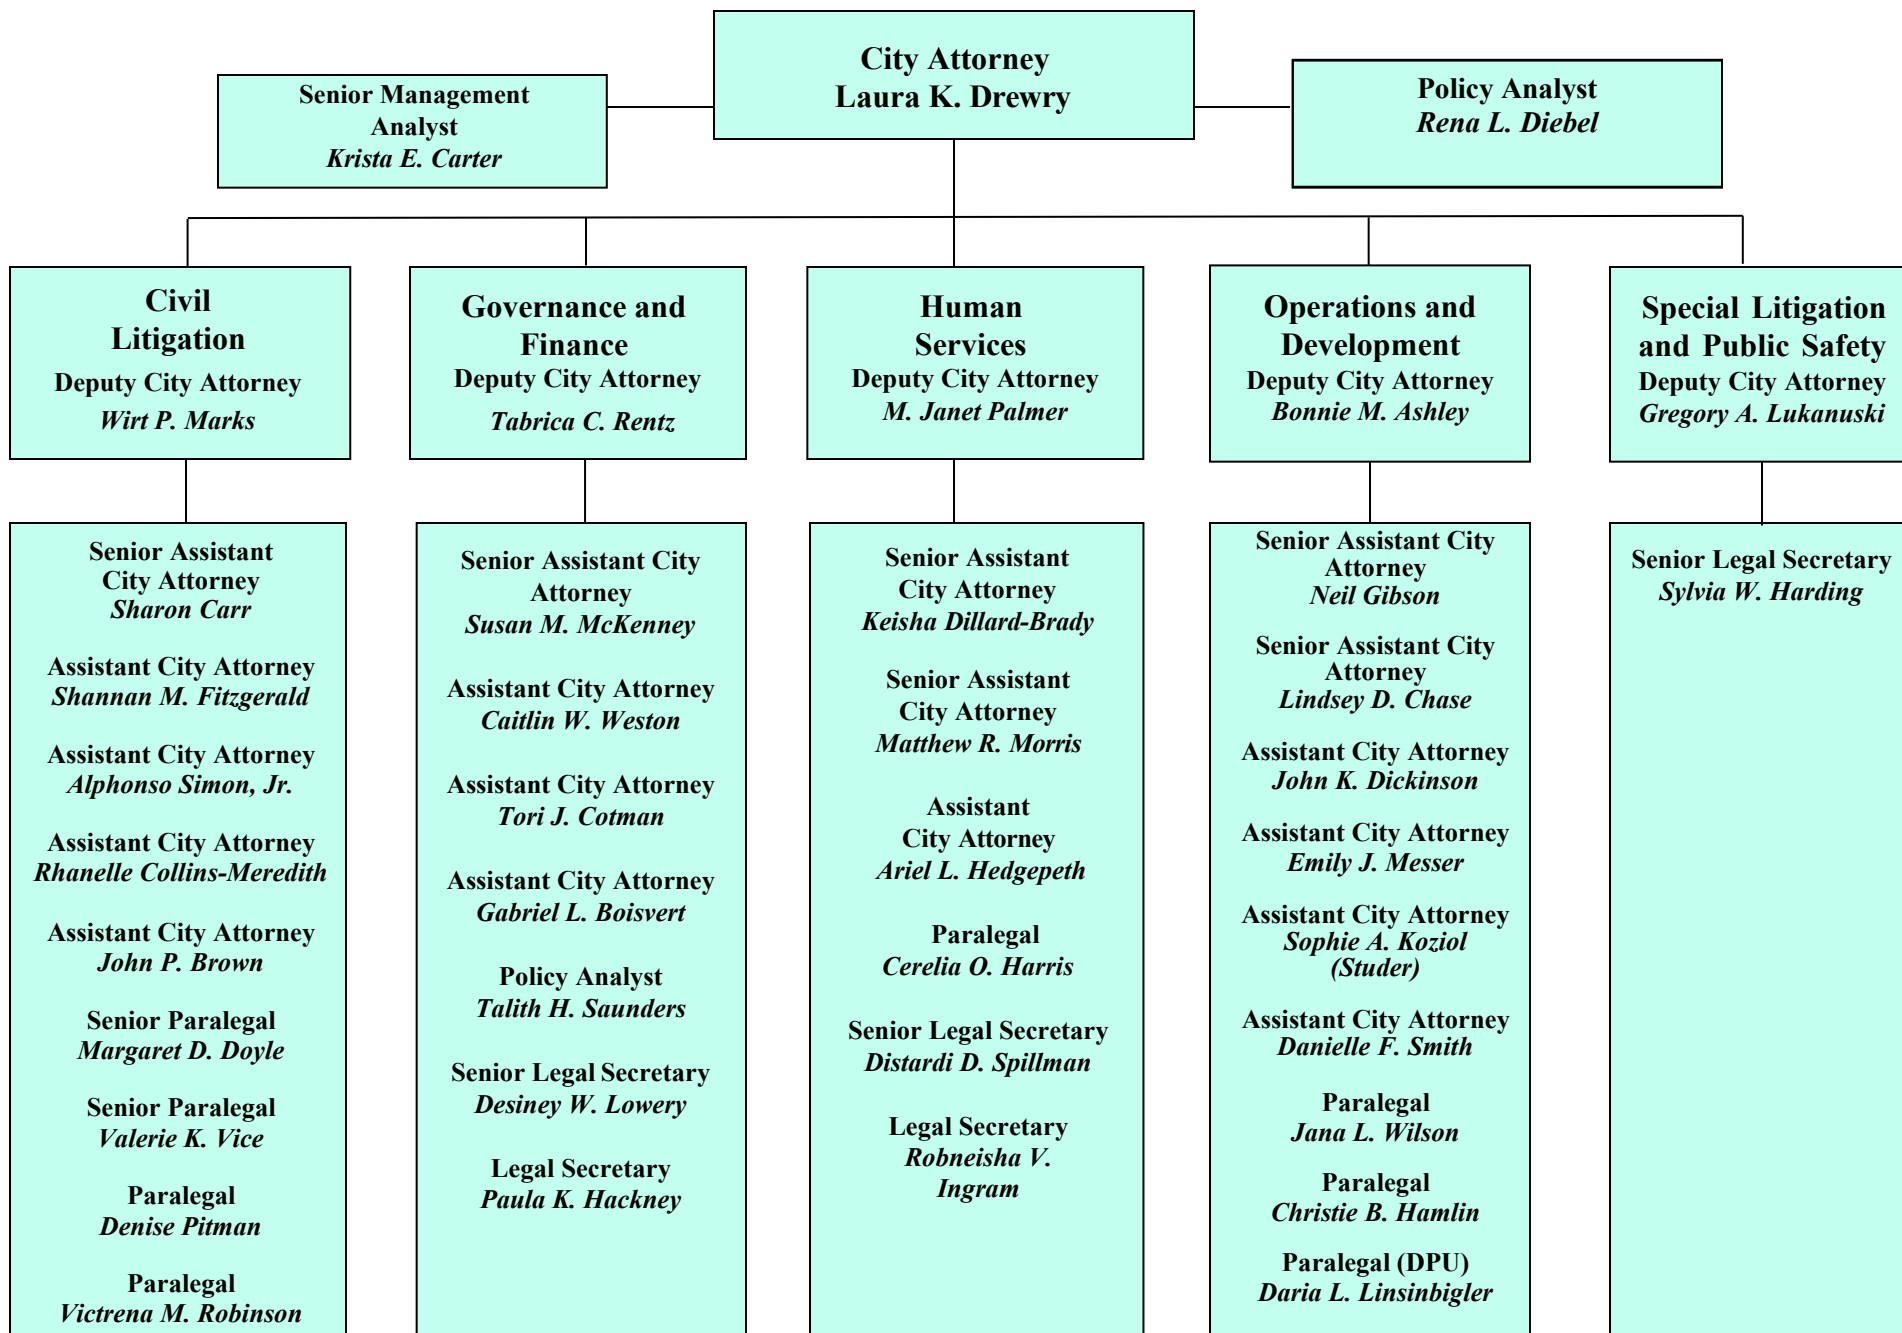 City Attorney
Laura K. Drewry
Senior Management
Analyst
Krista E. Carter
Policy Analyst
Rena L. Diebel
Civil
Litigation
Deputy City Attorney
Wirt P. Marks
Governance and
Finance
Deputy City Attorney
Tabrica C. Rentz
Human
Services
Deputy City Attorney
M. Janet Palmer
Operations and
Development
Deputy City Attorney
Bonnie M. Ashley
Special Litigation
and Public Safety
Deputy City Attorney
Gregory A. Lukanuski
Senior Assistant
City Attorney
Sharon Carr
Assistant City Attorney
Shannan M. Fitzgerald
Assistant City Attorney
Alphonso Simon, Jr.
Assistant City Attorney
Rhanelle Collins-Meredith
Assistant City Attorney
John P. Brown
Senior Paralegal
Margaret D. Doyle
Senior Paralegal
Valerie K. Vice
Paralegal
Denise Pitman
Paralegal
Victrena M. Robinson
Senior Assistant City
Attorney
Susan M. McKenney
Assistant City Attorney
Caitlin W. Weston
Assistant City Attorney
Tori J. Cotman
Assistant City Attorney
Gabriel L. Boisvert
Policy Analyst
Talith H. Saunders
Senior Legal Secretary
Desiney W. Lowery
Legal Secretary
Paula K. Hackney
Senior Assistant
City Attorney
Keisha Dillard-Brady
Senior Assistant
City Attorney
Matthew R. Morris
Assistant
City Attorney
Ariel L. Hedgepeth
Paralegal
Cerelia O. Harris
Senior Legal Secretary
Distardi D. Spillman
Legal Secretary
Robneisha V.
Ingram
Senior Assistant City
Attorney
Neil Gibson
Senior Assistant City
Attorney
Lindsey D. Chase
Assistant City Attorney
John K. Dickinson
Assistant City Attorney
Emily J. Messer
Assistant City Attorney
Sophie A. Koziol
(Studer)
Assistant City Attorney
Danielle F. Smith
Paralegal
Jana L. Wilson
Paralegal
Christie B. Hamlin
Paralegal (DPU)
Daria L. Linsinbigler
Senior Legal Secretary
Sylvia W. Harding